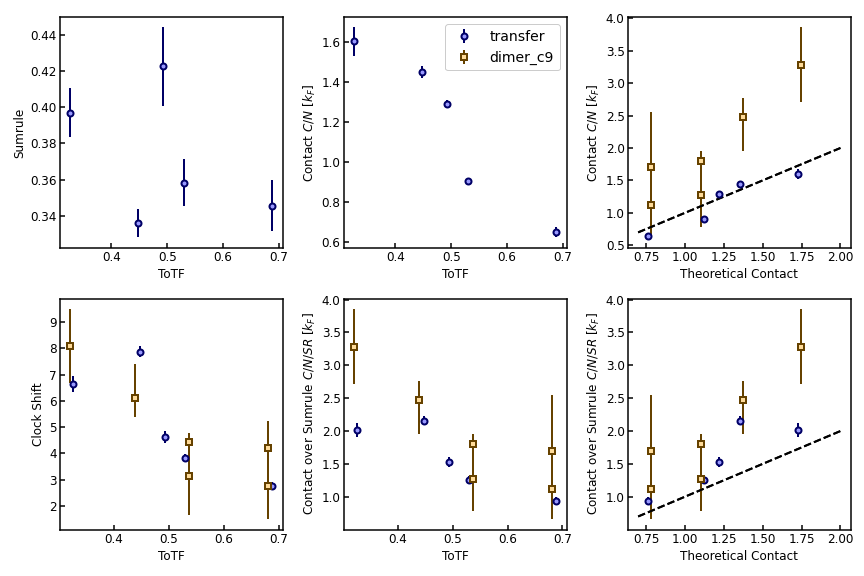 0.44
0.42
0.40
0.38
0.36
0.34
Sumrule
0.4 0.5 0.6 0.7
ToTF
1.6
1.4
1.2
1.0
0.8
0.6
Contact C/N [k_F]
transfer
dimer_c9
0.4 0.5 0.6 0.7
ToTF
4.0
3.5
3.0
2.5
2.0
1.5
1.0
0.5
Contact C/N [k_F]
0.75 1.00 1.25 1.50 1.75 2.00
Theoretical Contact
9
8
7
6
5
4
3
2
Clock Shift
0.4 0.5 0.6 0.7
ToTF
4.0
3.5
3.0
2.5
2.0
1.5
1.0
Contact over Sumrule C/N/SR [k_F]
0.4 0.5 0.6 0.7
ToTF
4.0
3.5
3.0
2.5
2.0
1.5
1.0
Contact over Sumrule C/N/SR [k_F]
0.75 1.00 1.25 1.50 1.75 2.00
Theoretical Contact